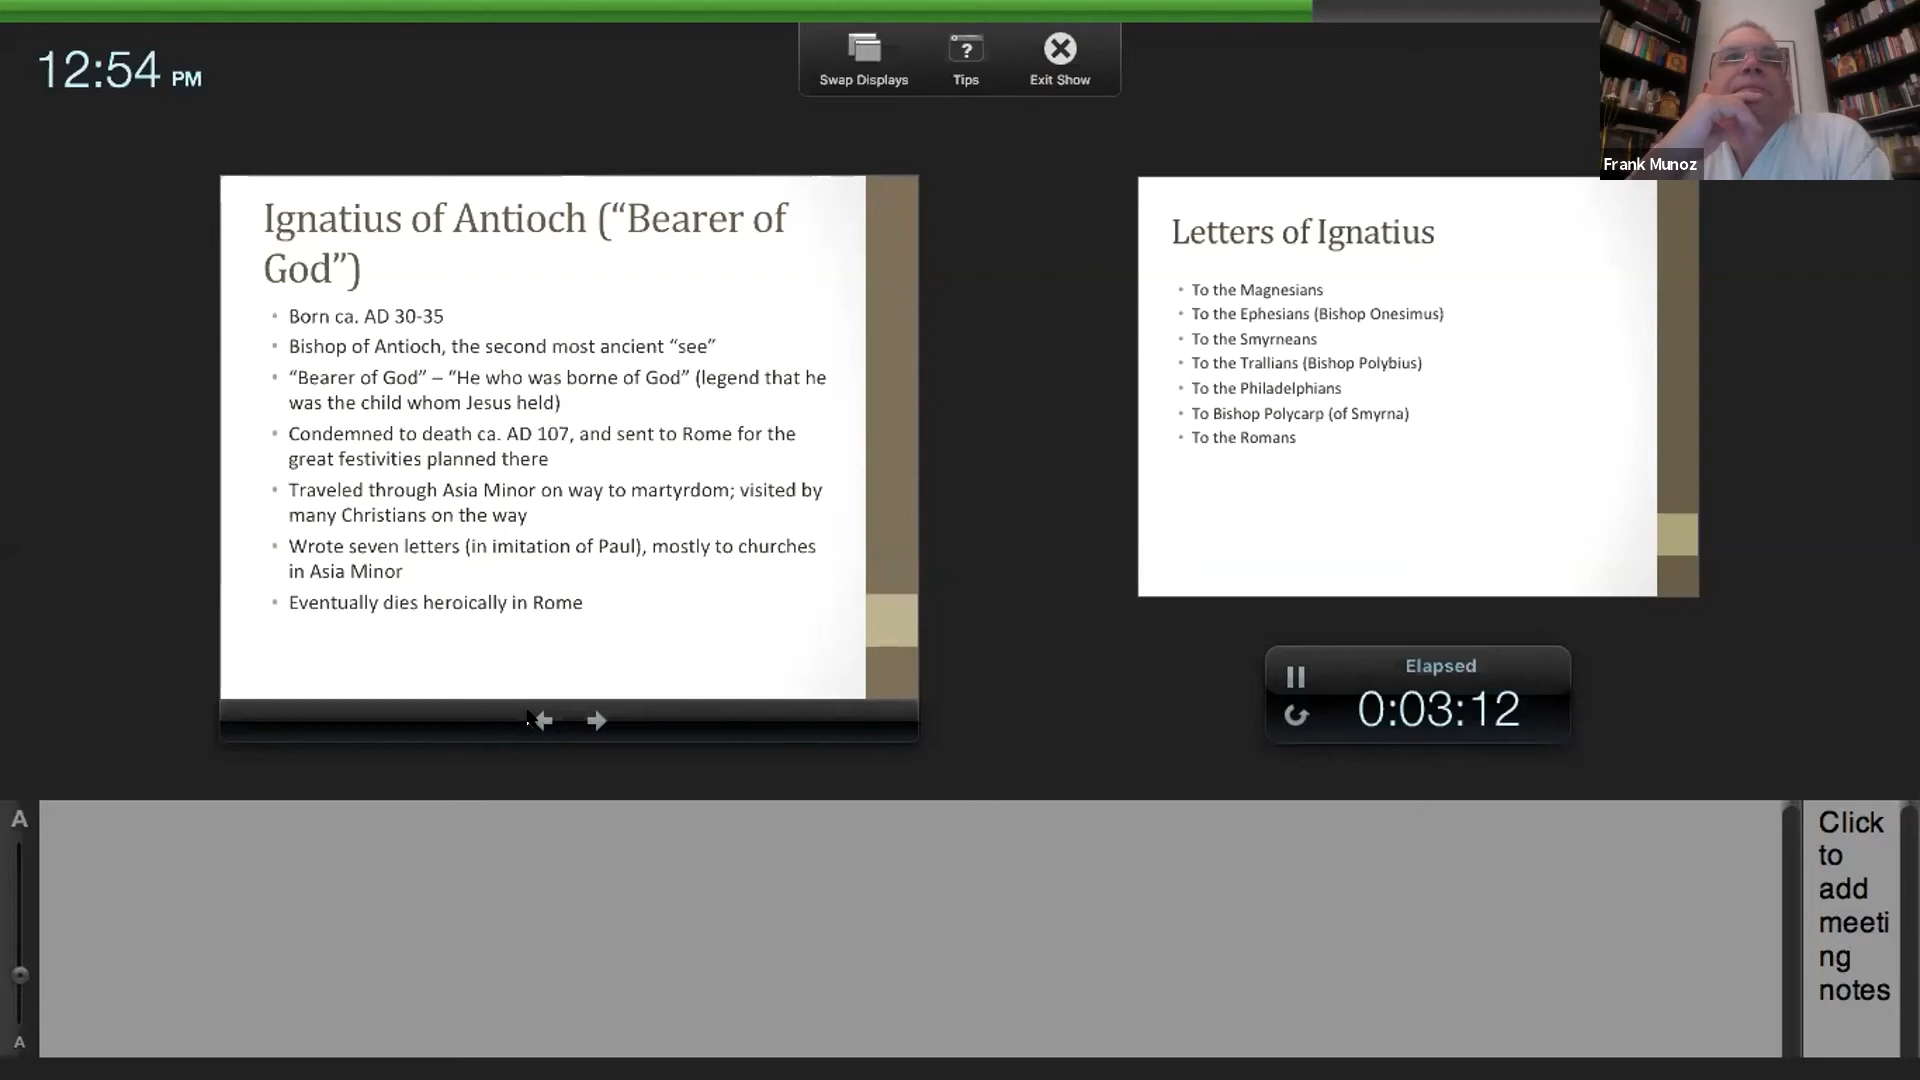 12:54 PM
Swap Displays
Tips
Exit Show
Frank Munoz
Ignatius of Antioch (“Bearer of
God”)
• Born ca. AD 30-35
• Bishop of Antioch, the second most ancient “see”
• “Bearer of God” – “He who was borne of God” (legend that he
was the child whom Jesus held)
• Condemned to death ca. AD 107, and sent to Rome for the
great festivities planned there
• Traveled through Asia Minor on way to martyrdom; visited by
many Christians on the way
• Wrote seven letters (in imitation of Paul), mostly to churches
in Asia Minor
• Eventually dies heroically in Rome
Letters of Ignatius
• To the Magnesians
• To the Ephesians (Bishop Onesimus)
• To the Smyrneans
• To the Trallians (Bishop Polybius)
• To the Philadelphians
• To Bishop Polycarp (of Smyrna)
• To the Romans
Elapsed
0:03:12
A
A
Click
to
add
meeti
ng
notes